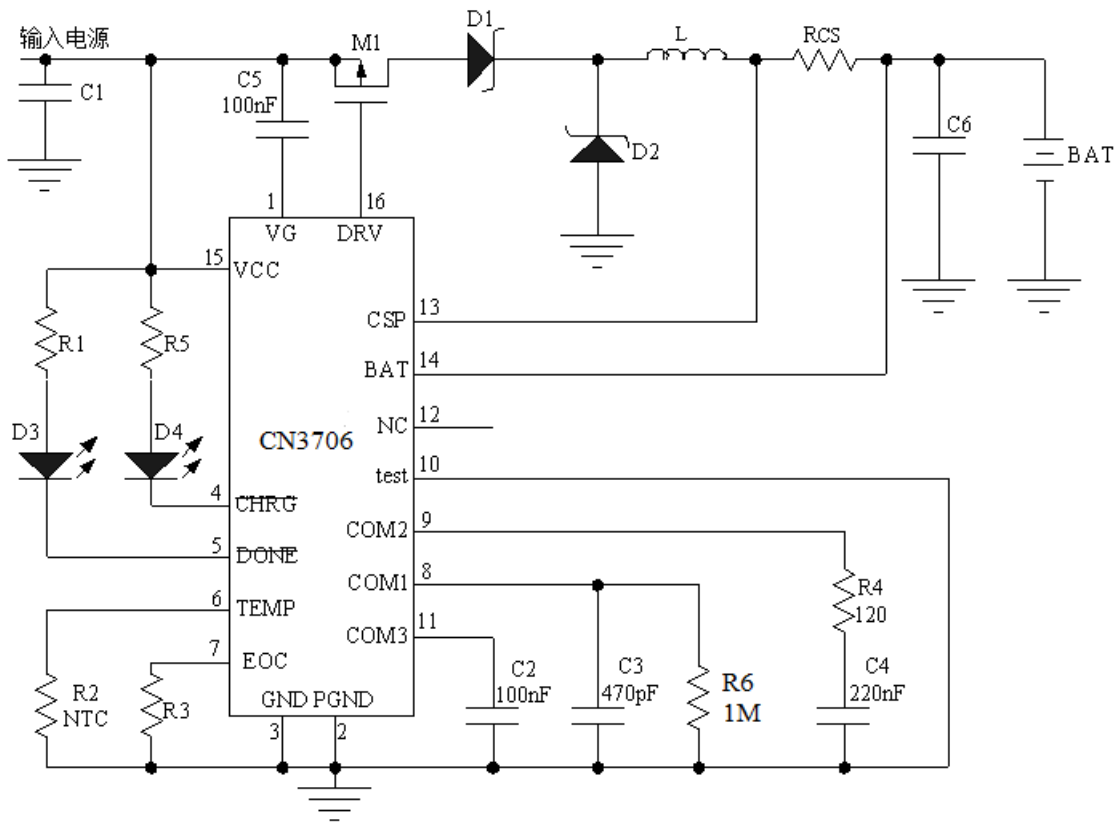 输入电源
C1
C5
100nF
M1
D1
L
RCS
D2
C6
BAT
1
16
VG
DRV
15
VCC
CSP
13
BAT
14
NC
12
test
10
COM2
9
COM1
8
COM3
11
R1
R5
D3
D4
CN3706
4
CHRG
5
DONE
6
TEMP
7
EOC
GND PGND
3
2
R2
NTC
R3
C2
100nF
C3
470pF
R6
1M
R4
120
C4
220nF